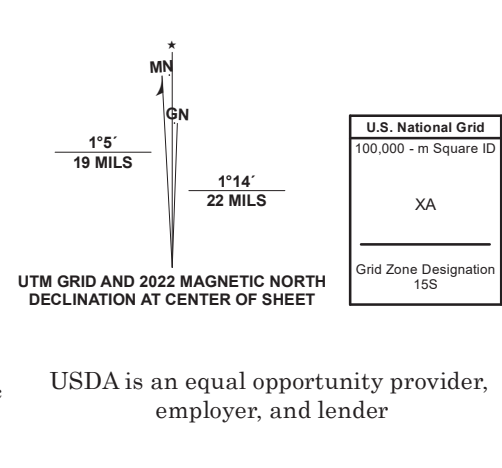 ★
MN
GN
1°5´
19 MILS
1°14´
22 MILS
UTM GRID AND 2022 MAGNETIC NORTH
DECLINATION AT CENTER OF SHEET
U.S. National Grid
100,000 - m Square ID
XA
Grid Zone Designation
15S
USDA is an equal opportunity provider,
employer, and lender